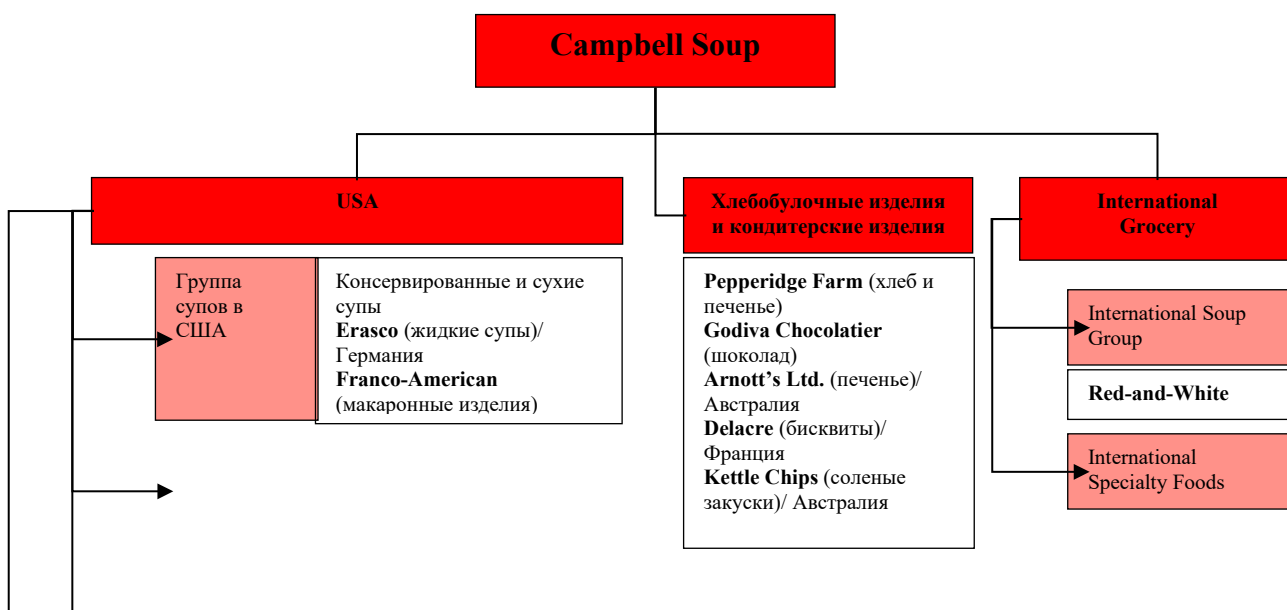 Campbell Soup
USA
Группа
супов в
США
Консервированные и сухие
супы
Erasco (жидкие супы)/
Германия
Franco-American
(макаронные изделия)
Хлебобулочные изделия
и кондитерские изделия
Pepperidge Farm (хлеб и
печенье)
Godiva Chocolatier
(шоколад)
Arnott’s Ltd. (печенье)/
Австралия
Delacre (бисквиты)/
Франция
Kettle Chips (соленые
закуски)/ Австралия
International
Grocery
International Soup
Group
Red-and-White
International
Specialty Foods